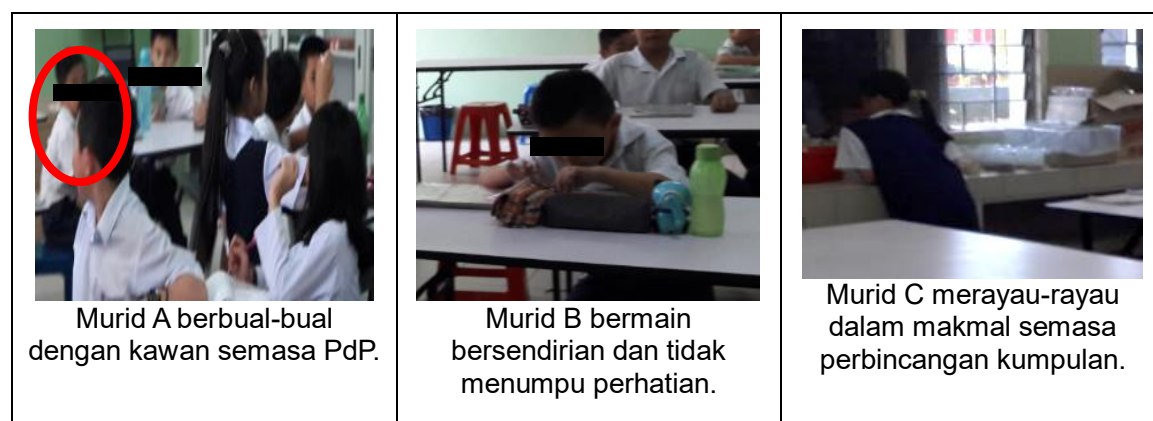 Murid A berbual-bual
dengan kawan semasa PdP.
Murid B bermain
bersendirian dan tidak
menumpu perhatian.
Murid C merayau-rayau
dalam makmal semasa
perbincangan kumpulan.